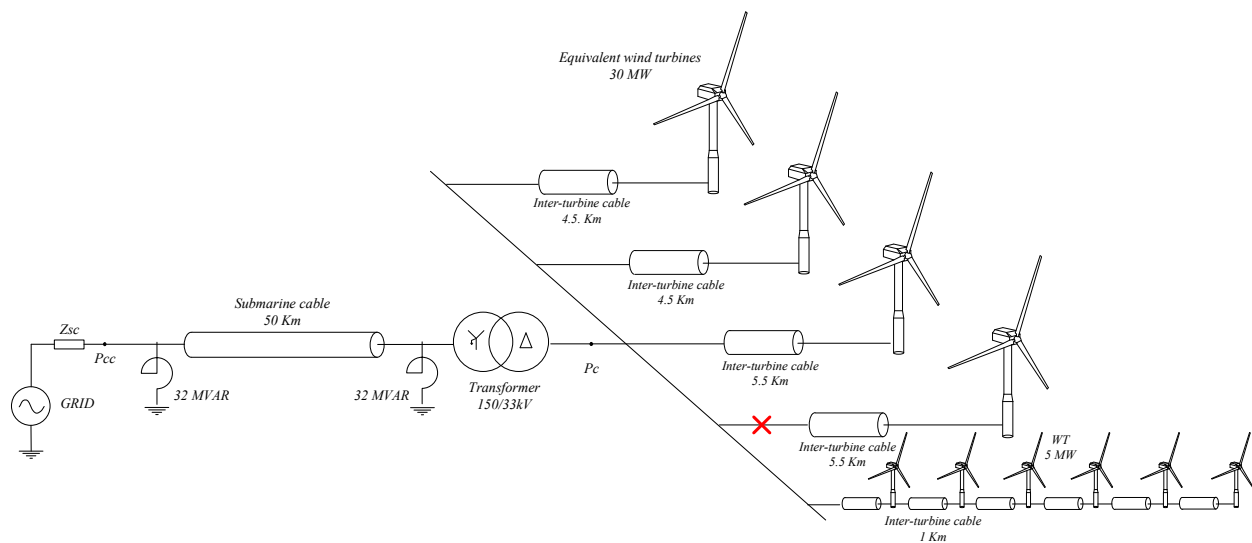 Equivalent wind turbines
30 MW
Inter-turbine cable
4.5. Km
Inter-turbine cable
4.5 Km
Submarine cable
50 Km
Zsc
Pcc
32 MVAR
32 MVAR
GRID
Transformer
150/33kV
Pc
Inter-turbine cable
5.5 Km
Inter-turbine cable
5.5 Km
WT
5 MW
Inter-turbine cable
1 Km